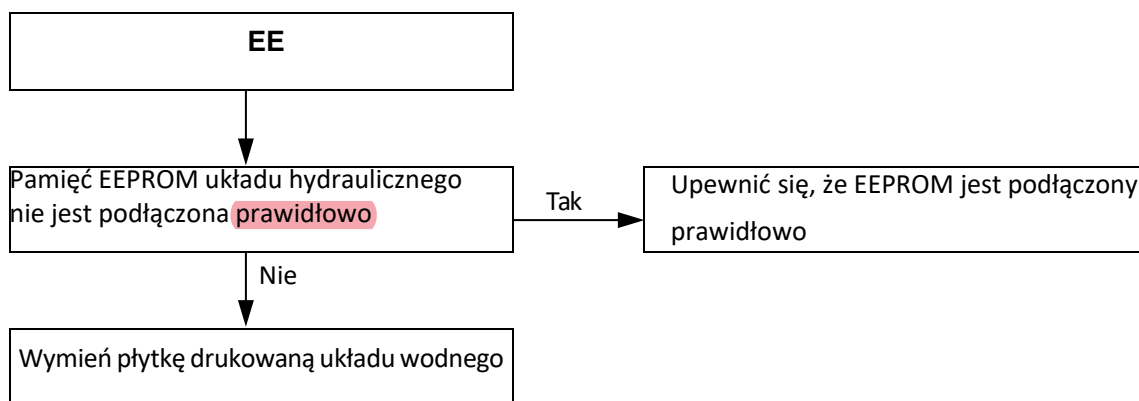 EE
Pamięć EEPROM układu hydraulicznego
nie jest podłączona prawidłowo
Tak
Upewnić się, że EEPROM jest podłączony
prawidłowo
Nie
Wymień płytkę drukowaną układu wodnego